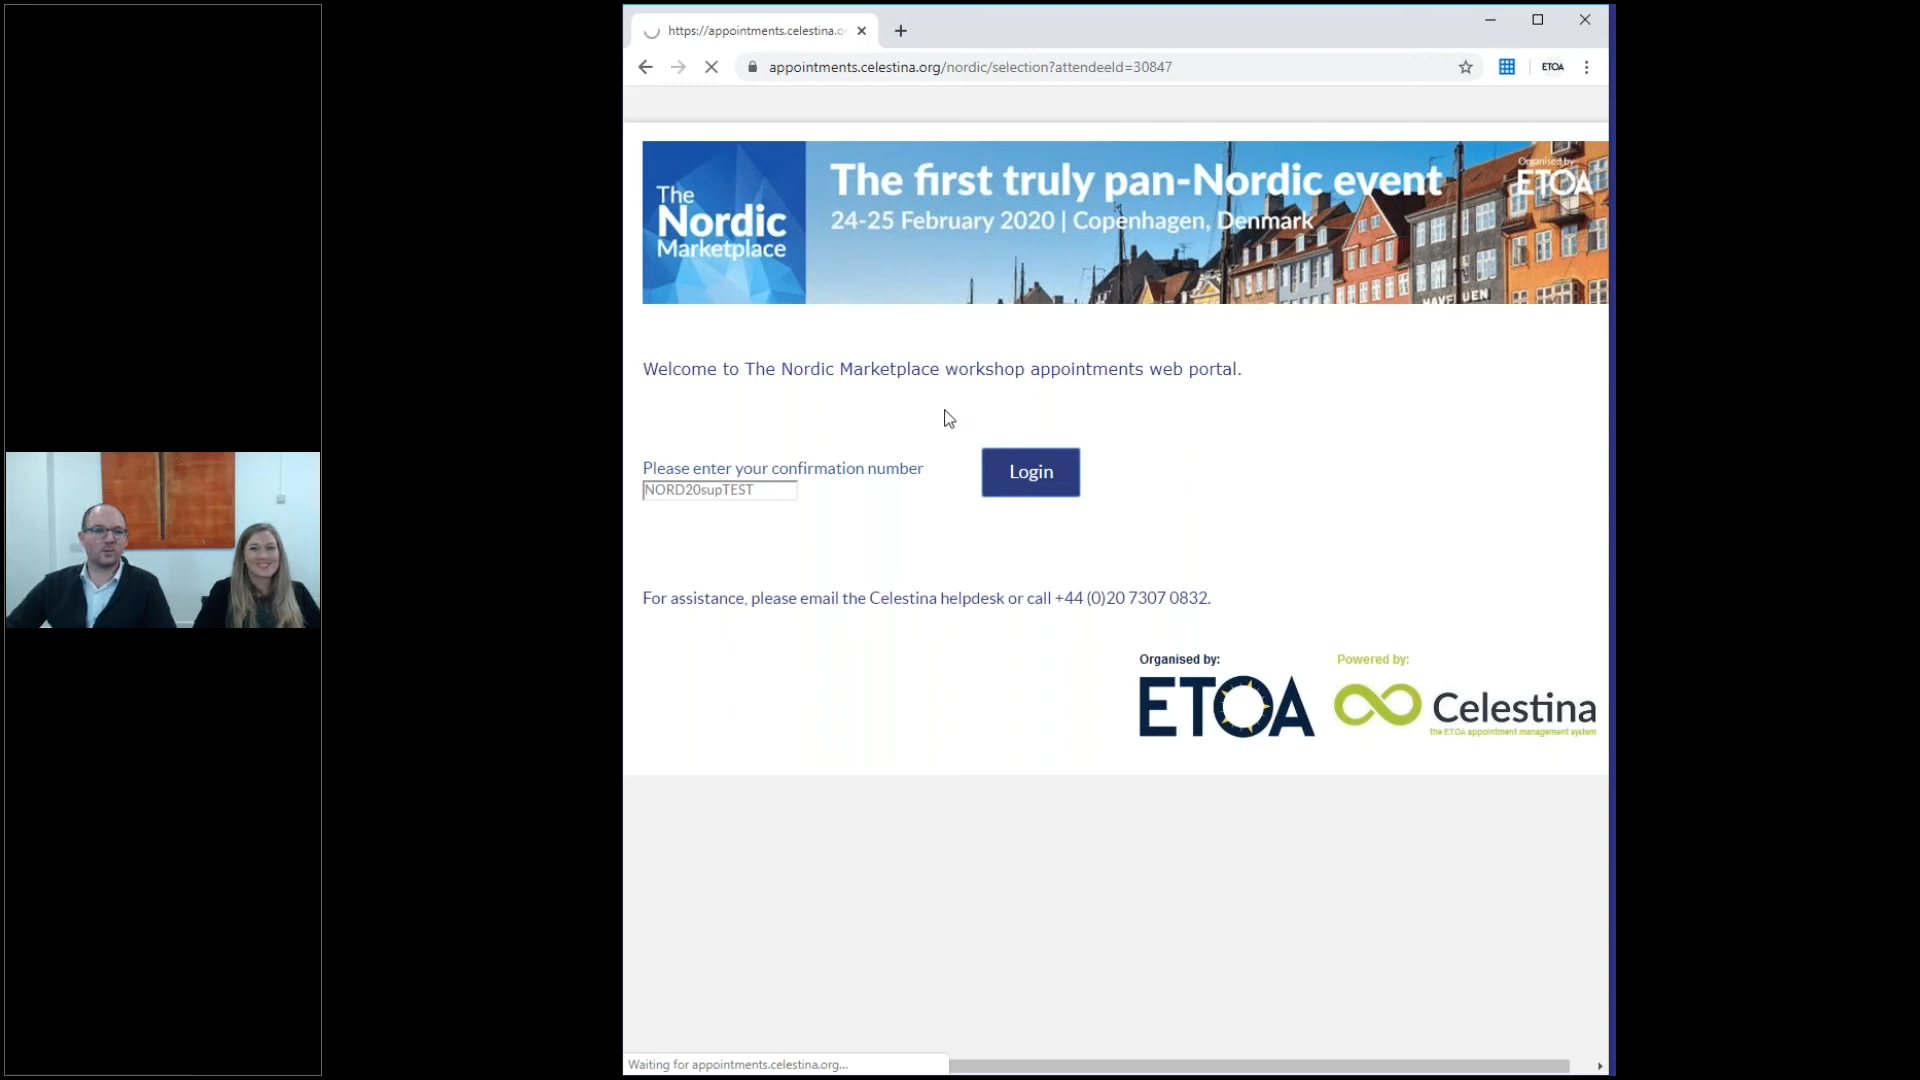 https://appointments.celestina.o
appointments.celestina.org/nordic/selection?attendeeId=30847
ETOA
The
Nordic
Marketplace
The first truly pan-Nordic event
24-25 February 2020 | Copenhagen, Denmark
Organised by
ETOA
HAVFRUEN
Welcome to The Nordic Marketplace workshop appointments web portal.
Please enter your confirmation number
NORD20supTEST
Login
For assistance, please email the Celestina helpdesk or call +44 (0)20 7307 0832.
Organised by:
ETOA
Powered by:
Celestina
the ETOA appointment management system
Waiting for appointments.celestina.org...